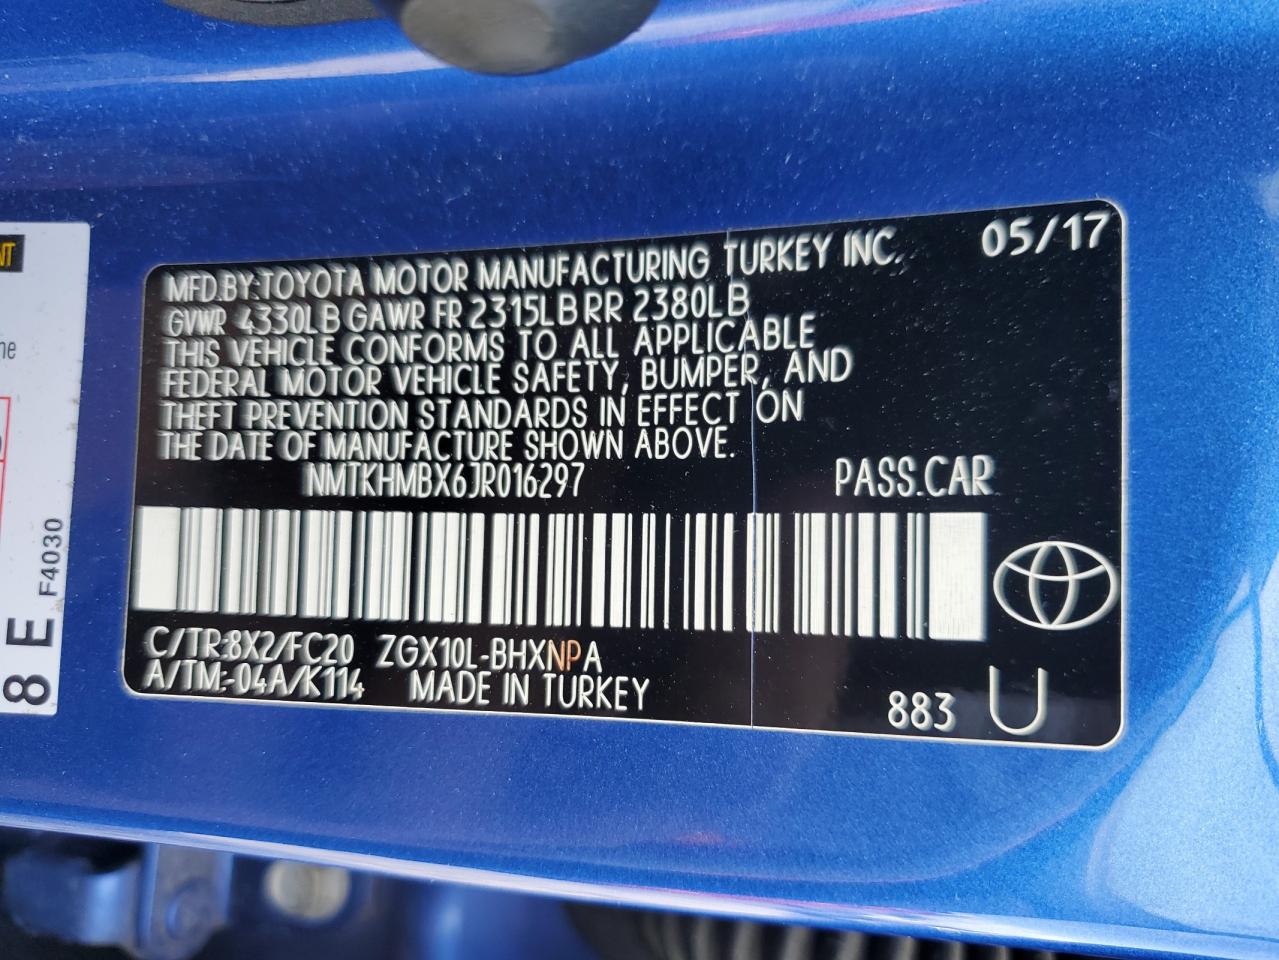 05/17
MFD.BY:TOYOTA MOTOR MANUFACTURING TURKEY INC.
GVWR 4330LB GAWR FR 2315LB RR 2380LB
THIS VEHICLE CONFORMS TO ALL APPLICABLE
FEDERAL MOTOR VEHICLE SAFETY, BUMPER, AND
THEFT PREVENTION STANDARDS IN EFFECT ON
THE DATE OF MANUFACTURE SHOWN ABOVE.
NMTKHMBX6JR016297 PASS.CAR
C/TR:8X2/FC20 ZGX10L-BHXNPA
A/TM:-04A/K114 MADE IN TURKEY
883 U
8 E F4030